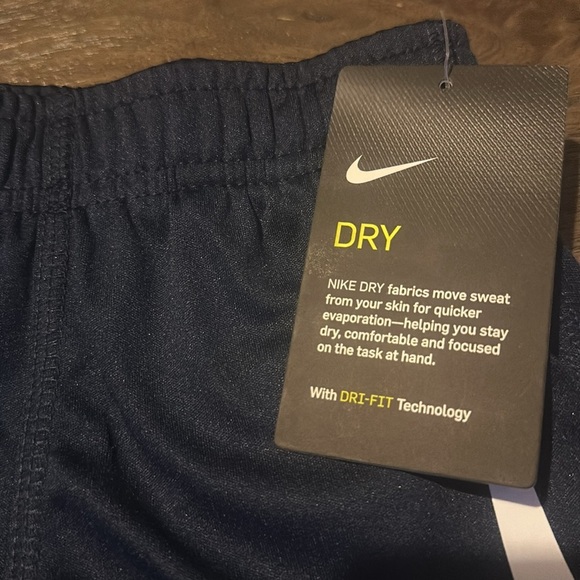 DRY
NIKE DRY fabrics move sweat
from your skin for quicker
evaporation—helping you stay
dry, comfortable and focused
on the task at hand.
With DRI-FIT Technology